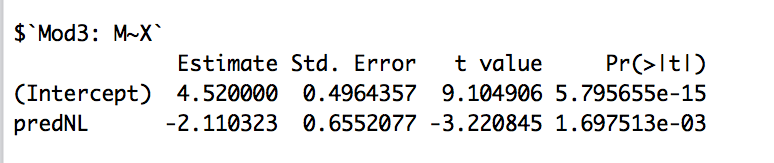 $`Mod3: M~X`
Estimate Std. Error t value Pr(>|t|)
(Intercept) 4.520000 0.4964357 9.104906 5.795655e-15
predNL -2.110323 0.6552077 -3.220845 1.697513e-03